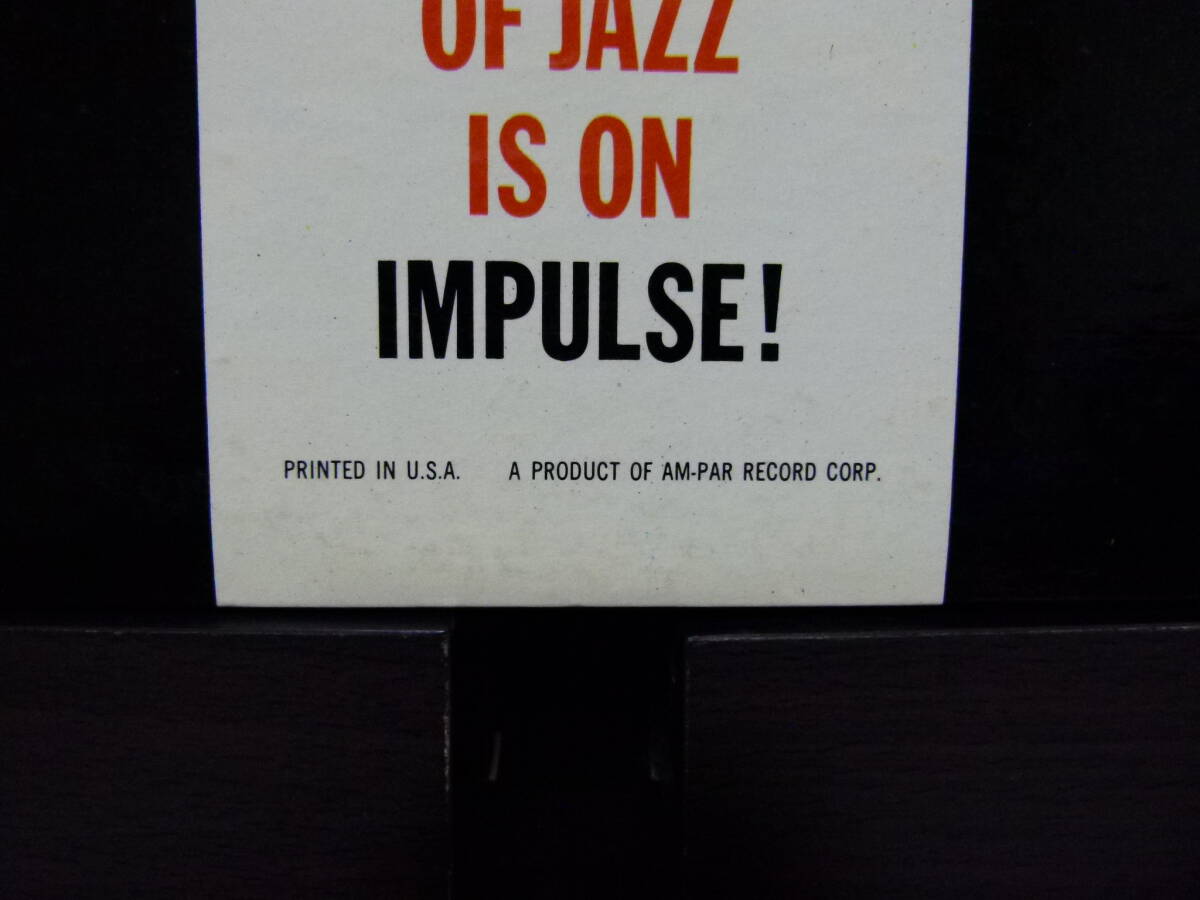 OF JAZZ
IS ON
IMPULSE!
PRINTED IN U.S.A. A PRODUCT OF AM-PAR RECORD CORP.